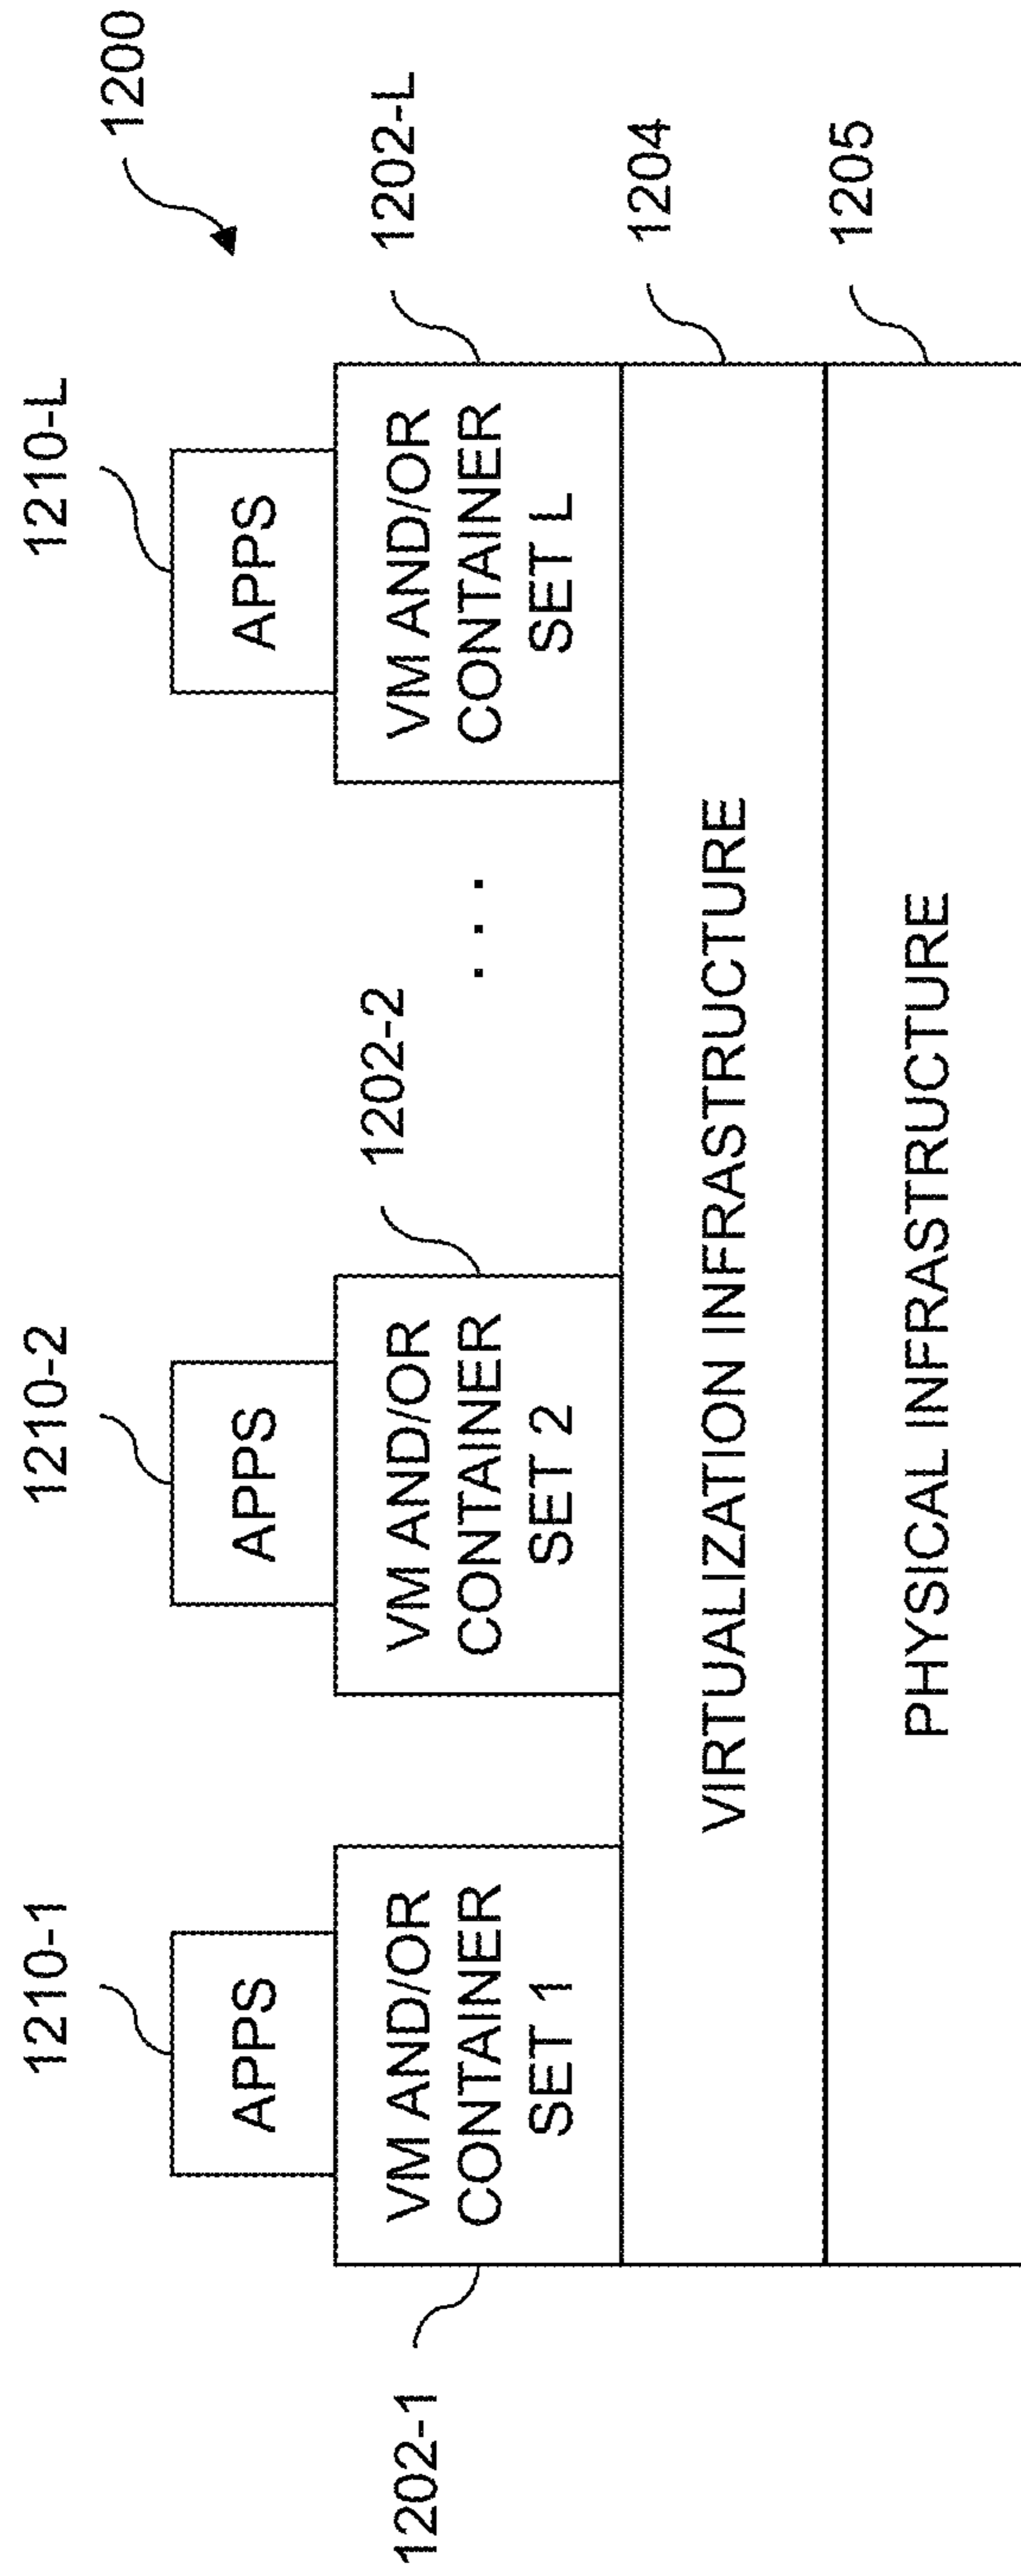 1200
1210-1
1210-2
1210-L
APPS
APPS
APPS
1202-1
VM AND/OR
CONTAINER
SET 1
VM AND/OR
CONTAINER
SET 2
1202-2
. . .
VM AND/OR
CONTAINER
SET L
1202-L
VIRTUALIZATION INFRASTRUCTURE
1204
PHYSICAL INFRASTRUCTURE
1205